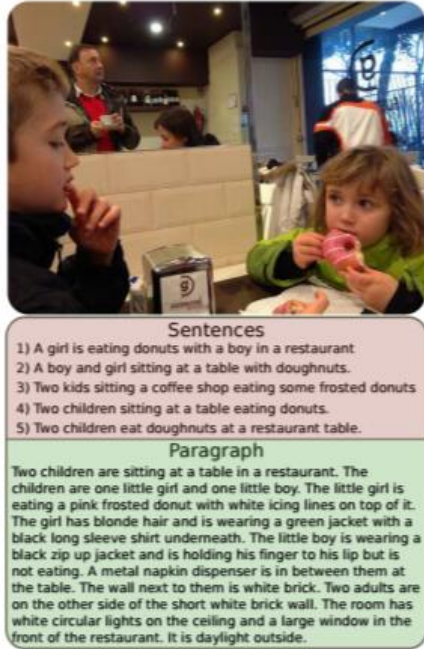 Sentences
1) A girl is eating donuts with a boy in a restaurant
2) A boy and girl sitting at a table with doughnuts.
3) Two kids sitting a coffee shop eating some frosted donuts
4) Two children sitting at a table eating donuts.
5) Two children eat doughnuts at a restaurant table.
Paragraph
Two children are sitting at a table in a restaurant. The
children are one little girl and one little boy. The little girl is
eating a pink frosted donut with white icing lines on top of it.
The girl has blonde hair and is wearing a green jacket with a
black long sleeve shirt underneath. The little boy is wearing a
black zip up jacket and is holding his finger to his lip but is
not eating. A metal napkin dispenser is in between them at
the table. The wall next to them is white brick. Two adults are
on the other side of the short white brick wall. The room has
white circular lights on the ceiling and a large window in the
front of the restaurant. It is daylight outside.